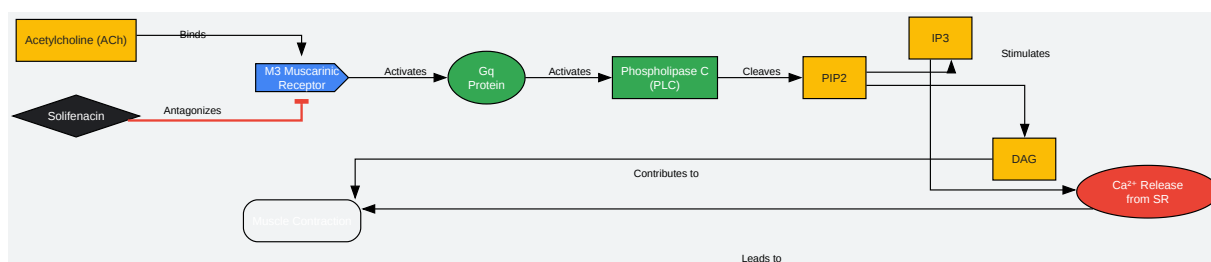 Acetylcholine (ACh)
Binds
IP3
Stimulates
M3 Muscarinic
Receptor
Activates
Gq
Protein
Activates
Phospholipase C
(PLC)
Cleaves
PIP2
Solifenacin
Antagonizes
DAG
Contributes to
Ca²⁺ Release
from SR
Muscle Contraction
Leads to